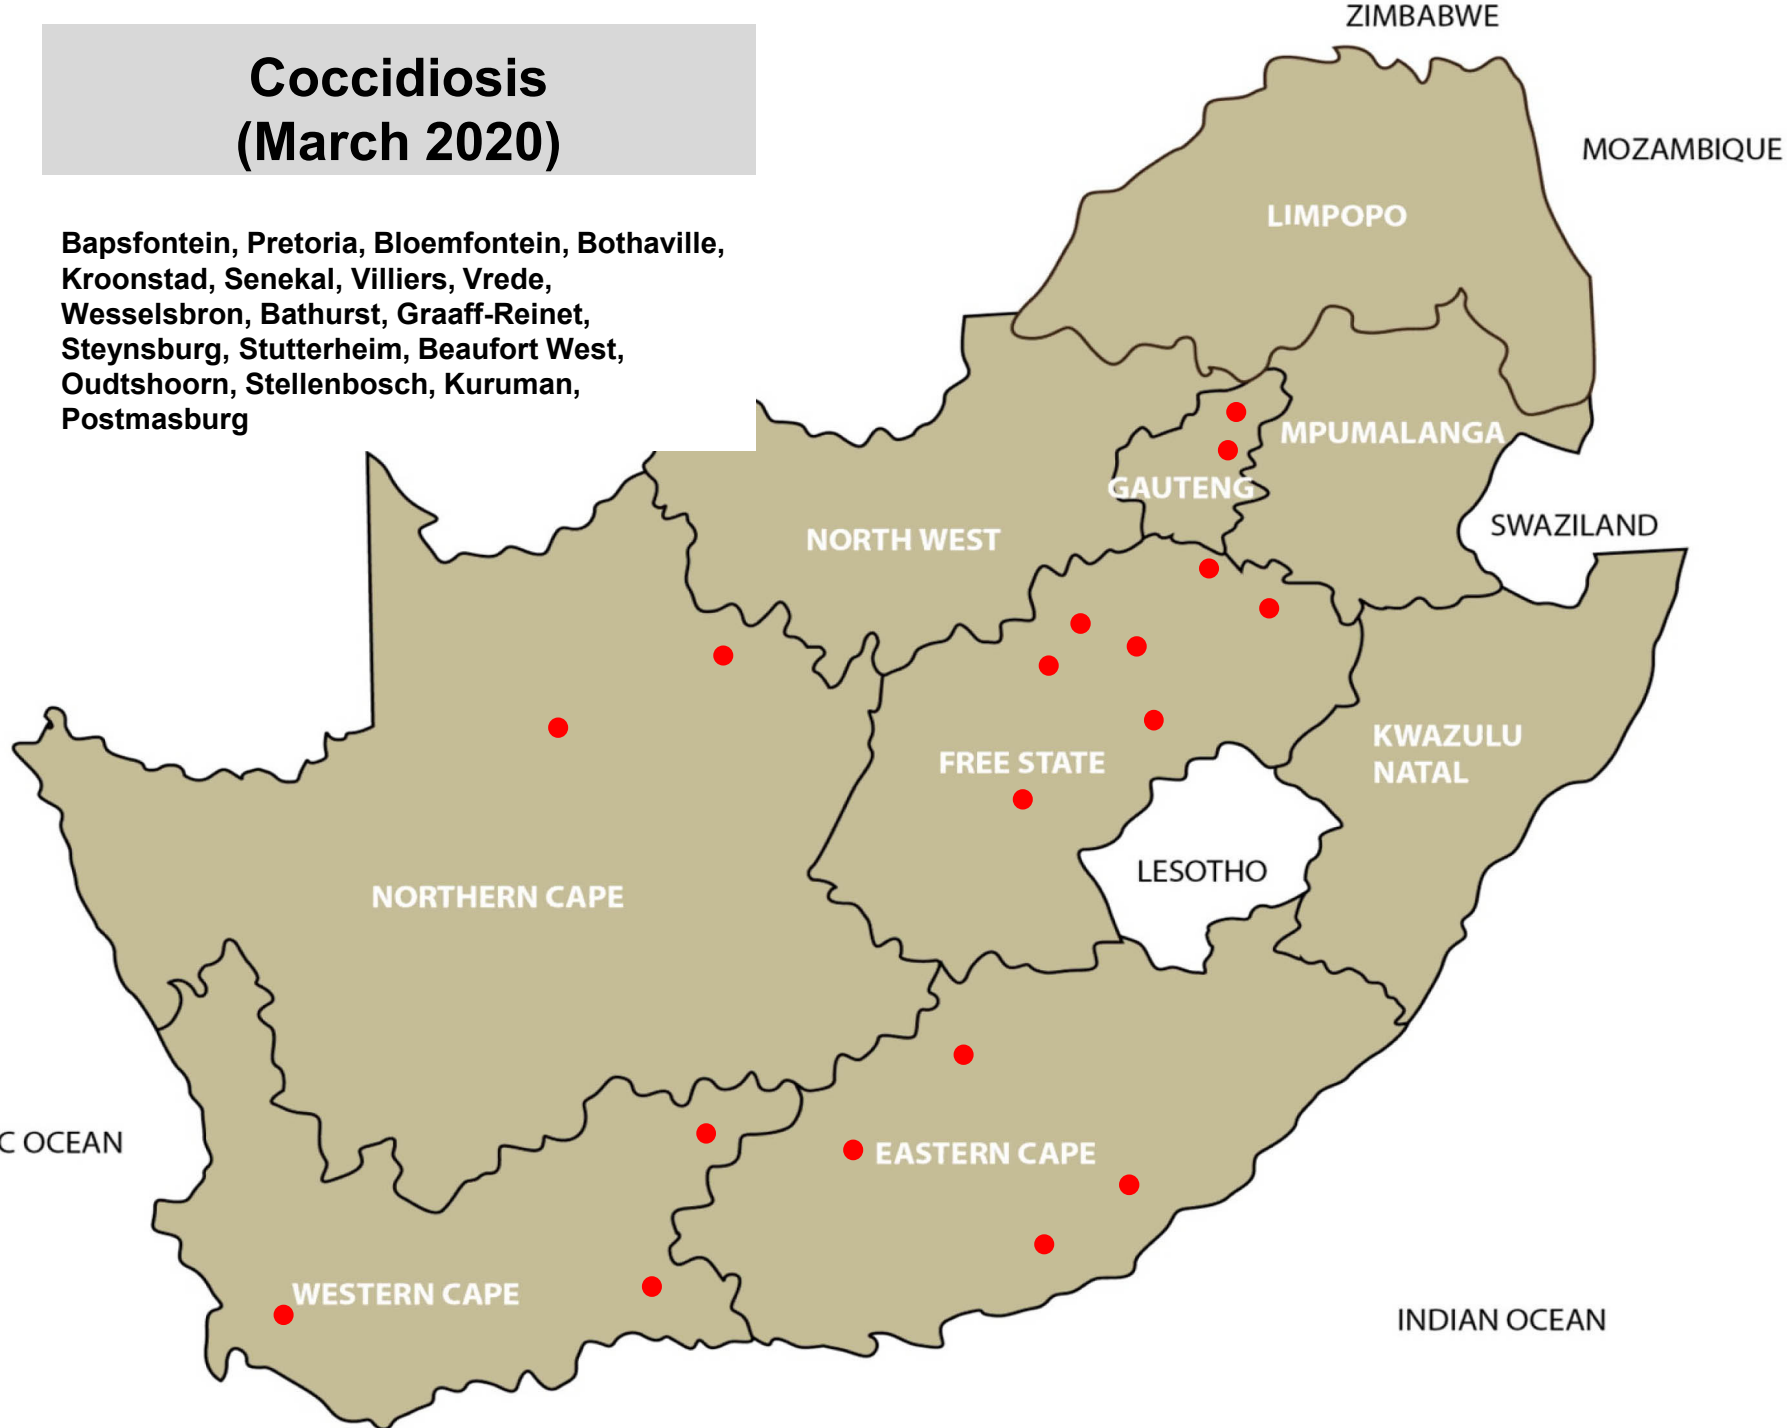 Coccidiosis
(March 2020)
Bapsfontein, Pretoria, Bloemfontein, Bothaville,
Kroonstad, Senekal, Villiers, Vrede,
Wesselsbron, Bathurst, Graaff-Reinet,
Steynsburg, Stutterheim, Beaufort West,
Oudtshoorn, Stellenbosch, Kuruman,
Postmasburg
ZIMBABWE
MOZAMBIQUE
LIMPOPO
MPUMALANGA
GAUTENG
NORTH WEST
SWAZILAND
KWAZULU
NATAL
FREE STATE
LESOTHO
NORTHERN CAPE
C OCEAN
EASTERN CAPE
WESTERN CAPE
INDIAN OCEAN